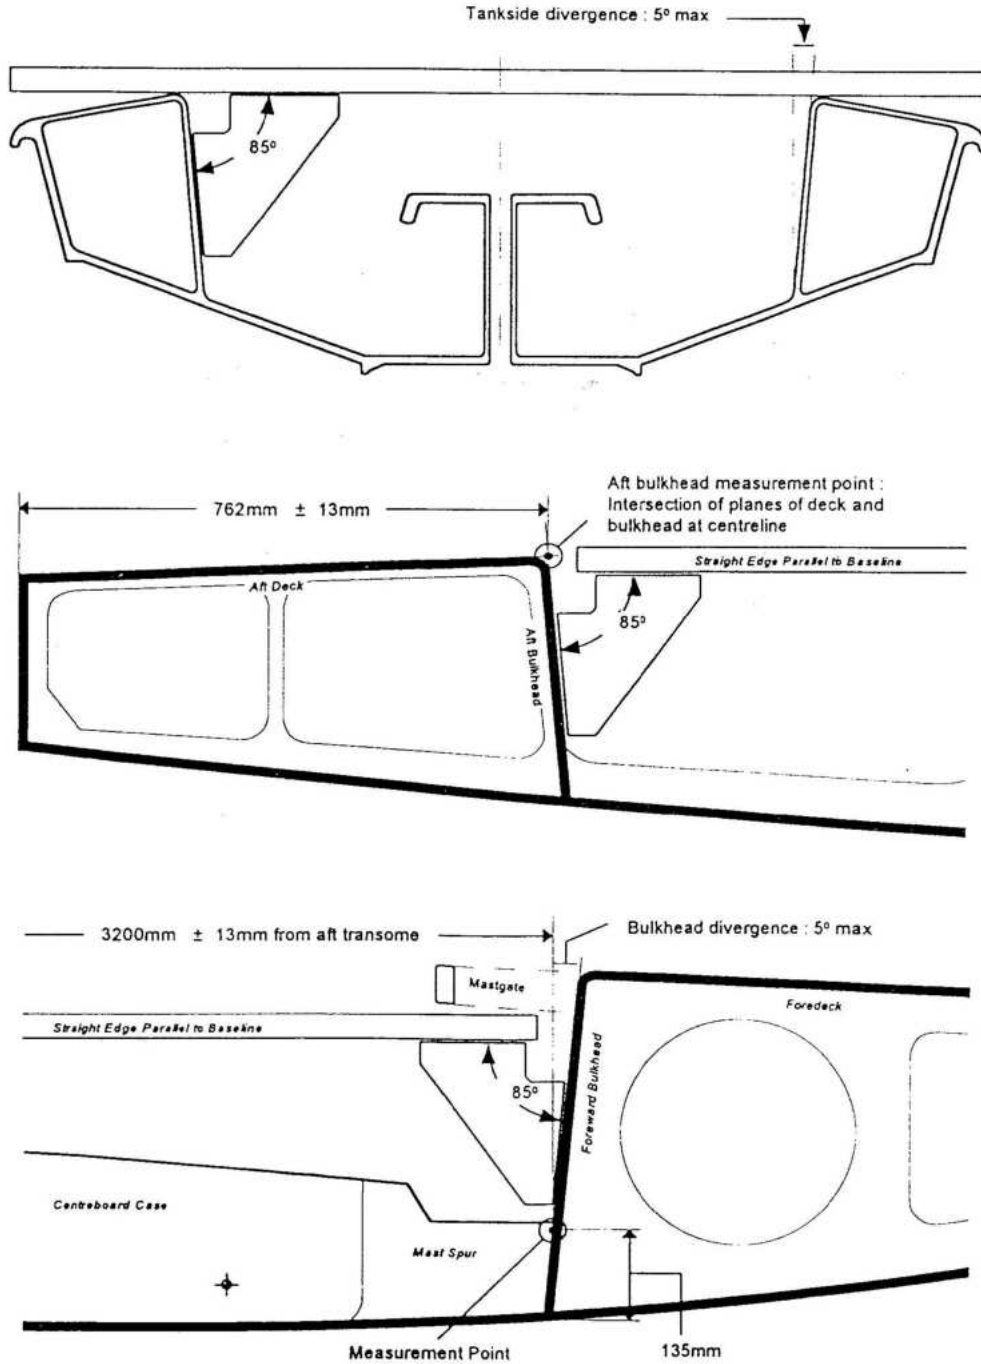 Tankside divergence : 5º max
85º
762mm ± 13mm
Aft bulkhead measurement point :
Intersection of planes of deck and
bulkhead at centreline
Straight Edge Parallel to Baseline
Aft Deck
85º
Aft Bulkhead
3200mm ± 13mm from aft transome
Bulkhead divergence : 5º max
Mastgate
Foredeck
Straight Edge Parallel to Baseline
85º
Foreward Bulkhead
Centreboard Case
Mast Spur
Measurement Point
135mm